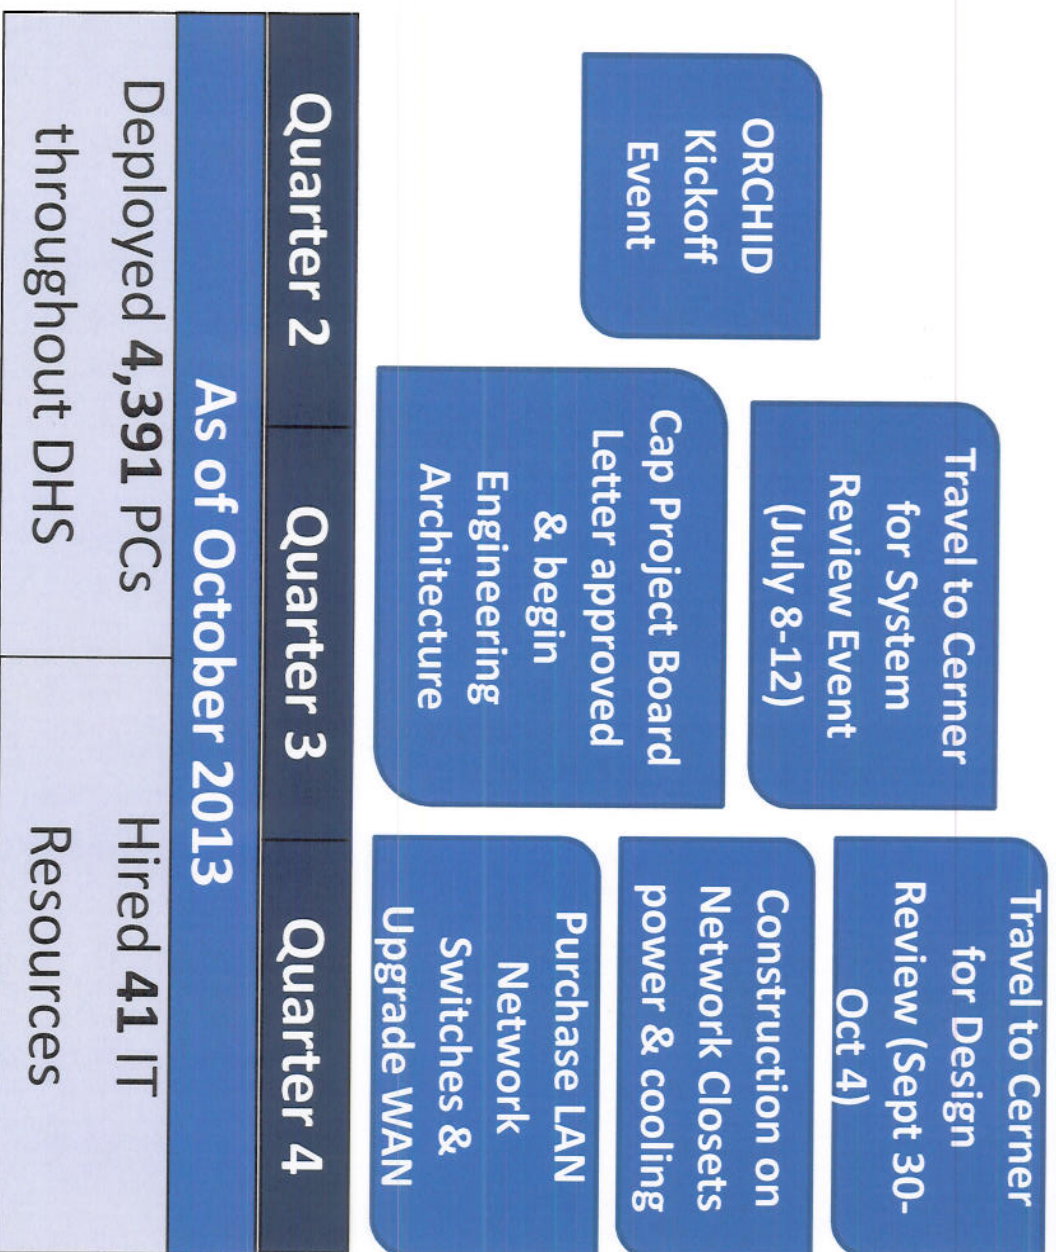 ORCHID
Kickoff
Event
Travel to Cerner
for System
Review Event
(July 8-12)
Cap Project Board
Letter approved
& begin
Engineering
Architecture
Travel to Cerner
for Design
Review (Sept 30-
Oct 4)
Construction on
Network Closets
power & cooling
Purchase LAN
Network
Switches &
Upgrade WAN
Quarter 2
Quarter 3
Quarter 4
As of October 2013
Deployed 4,391 PCs
throughout DHS
Hired 41 IT
Resources